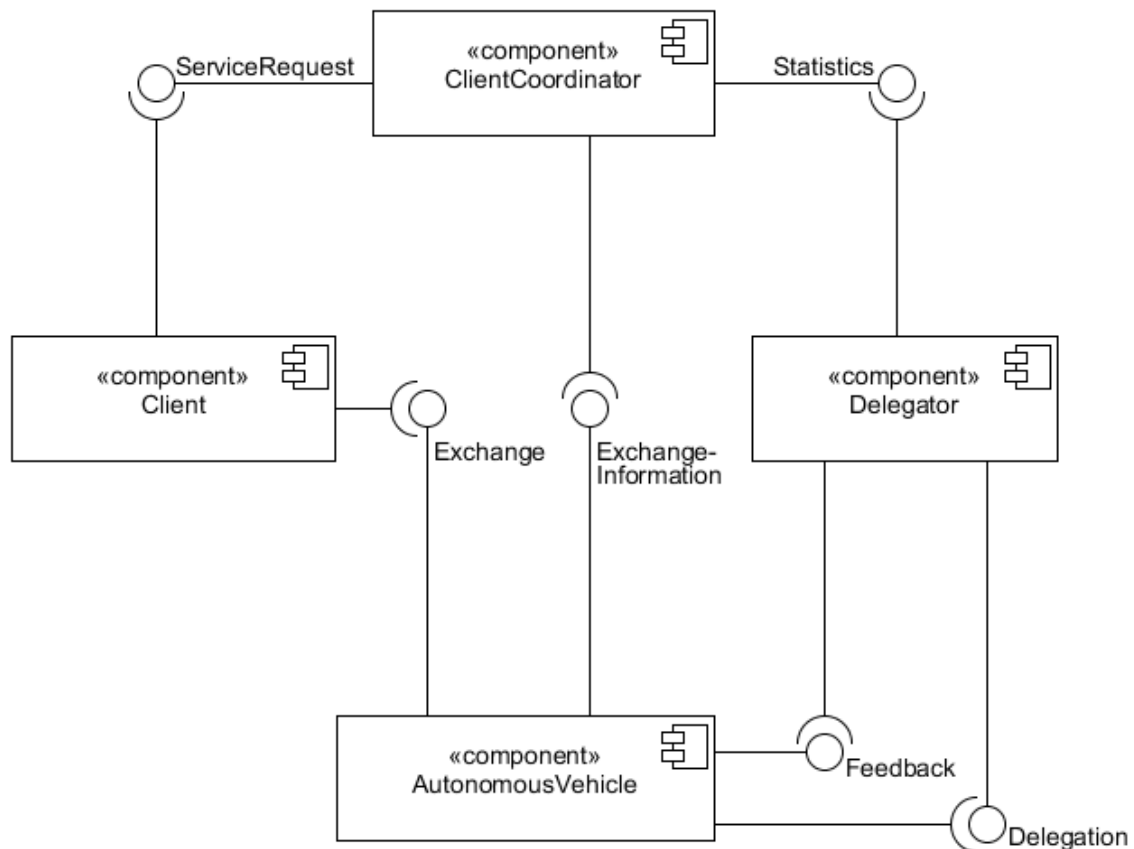 «component»
ClientCoordinator
ServiceRequest
Statistics
«component»
Client
«component»
Delegator
Exchange
Exchange-
Information
«component»
AutonomousVehicle
Feedback
Delegation